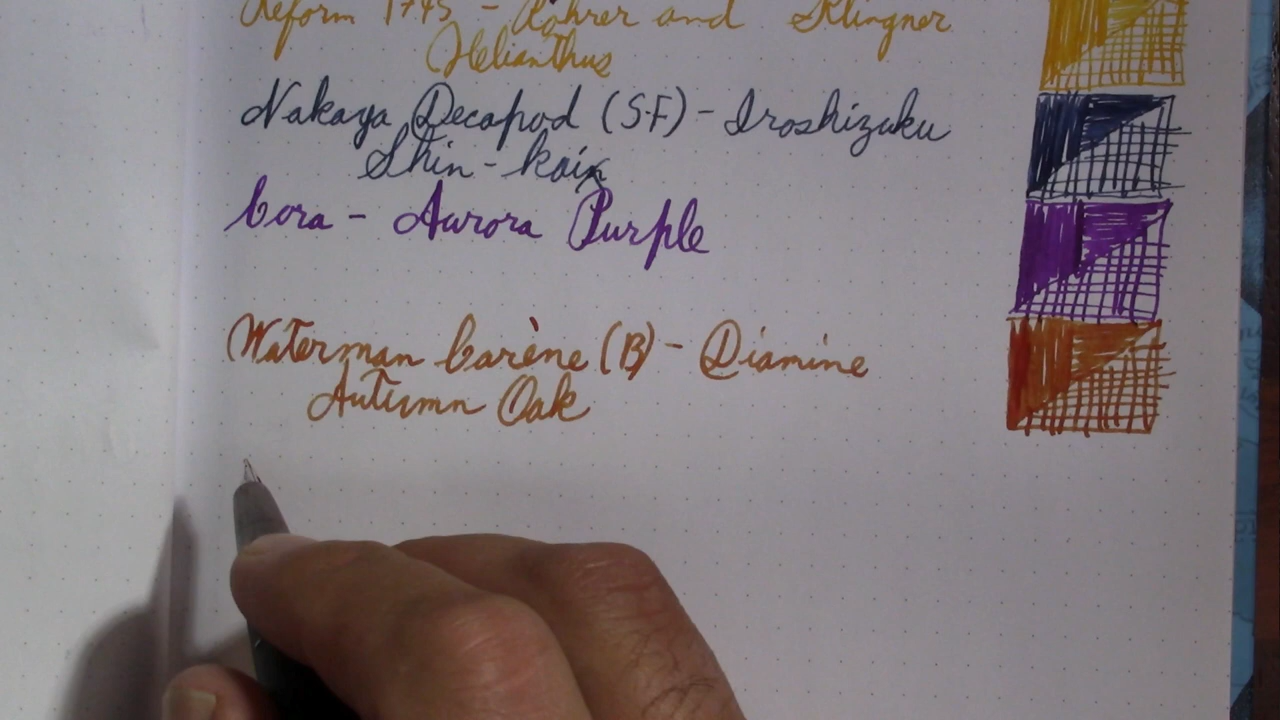 Reform 1745 - Rohrer and Klingner
Helianthus
Nakaya Decapod (S-F) - Iroshizuku
Shin-kai
Cora - Aurora Purple
Waterman Carène (B) - Diamine
Autumn Oak